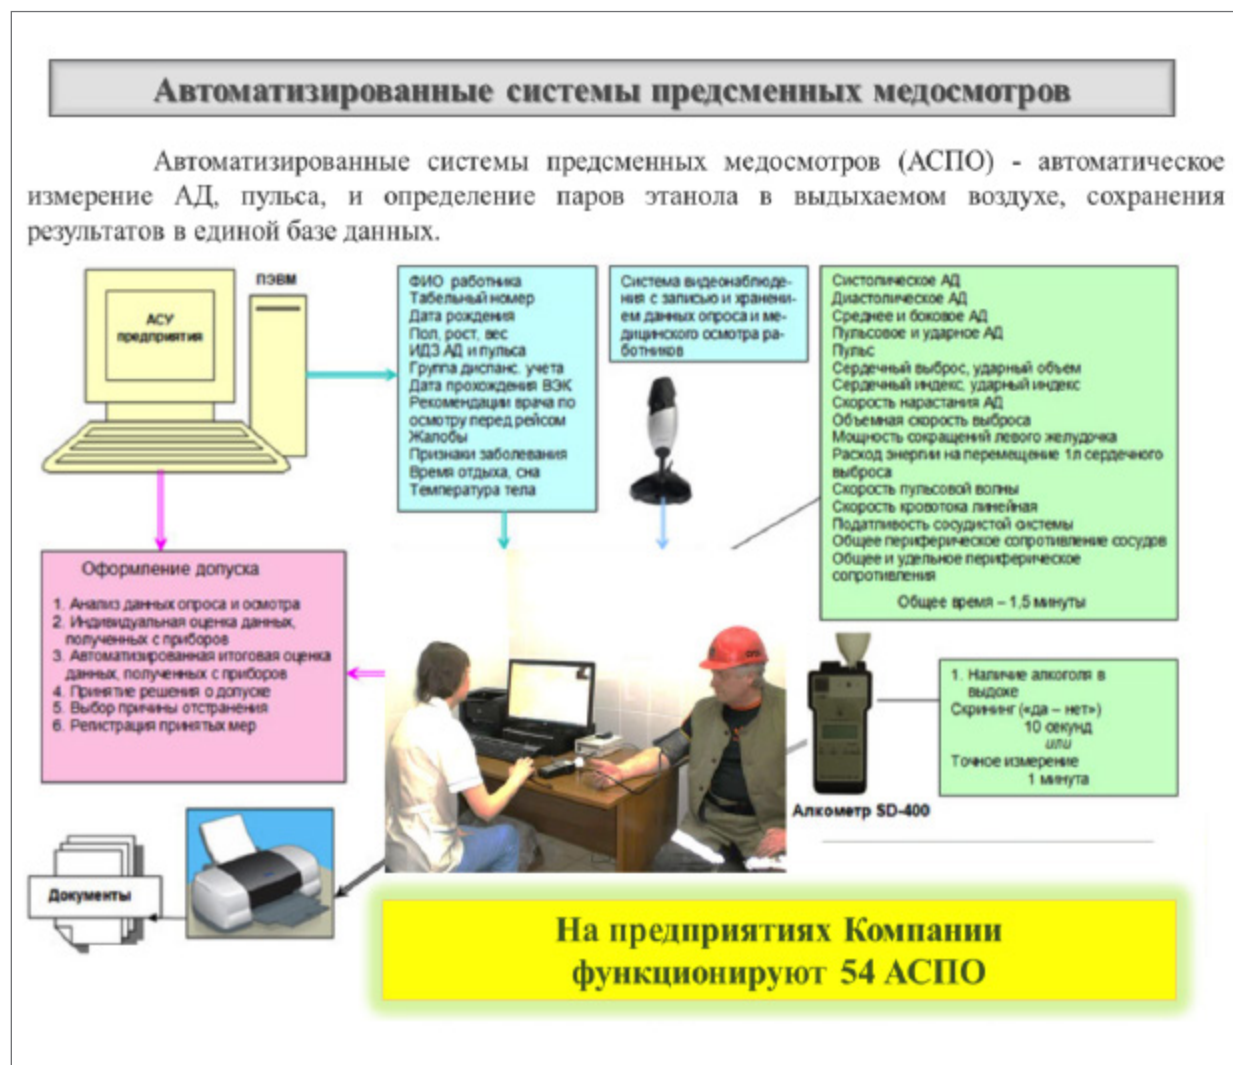 Автоматизированные системы предсменных медосмотров
Автоматизированные системы предсменных медосмотров (АСПО) - автоматическое
измерение АД, пульса, и определение паров этанола в выдыхаемом воздухе, сохранения
результатов в единой базе данных.
ПЭВМ
АСУ
предприятия
ФИО работника
Табельный номер
Дата рождения
Пол, рост, вес
ИДЗ АД и пульса
Группа диспанс. учета
Дата прохождения ВЭК
Рекомендации врача по
осмотру перед рейсом
Жалобы
Признаки заболевания
Время отдыха, сна
Температура тела
Система видеонаблюде-
ния с записью и хранени-
ем данных опроса и ме-
дицинского осмотра ра-
ботников
Систолическое АД
Диастолическое АД
Среднее и боковое АД
Пульсовое и ударное АД
Пульс
Сердечный выброс, ударный объем
Сердечный индекс, ударный индекс
Скорость нарастания АД
Объемная скорость выброса
Мощность сокращений левого желудочка
Расход энергии на перемещение 1л сердечного
выброса
Скорость пульсовой волны
Скорость кровотока линейная
Податливость сосудистой системы
Общее периферическое сопротивление сосудов
Общее и удельное периферическое
сопротивления
Общее время – 1,5 минуты
Оформление допуска
1. Анализ данных опроса и осмотра
2. Индивидуальная оценка данных,
полученных с приборов
3. Автоматизированная итоговая оценка
данных, полученных с приборов
4. Принятие решения о допуске
5. Выбор причины отстранения
6. Регистрация принятых мер
1. Наличие алкоголя в
выдохе
Скрининг («да – нет»)
10 секунд
или
Точное измерение
1 минута
Алкометр SD-400
Документы
На предприятиях Компании
функционируют 54 АСПО